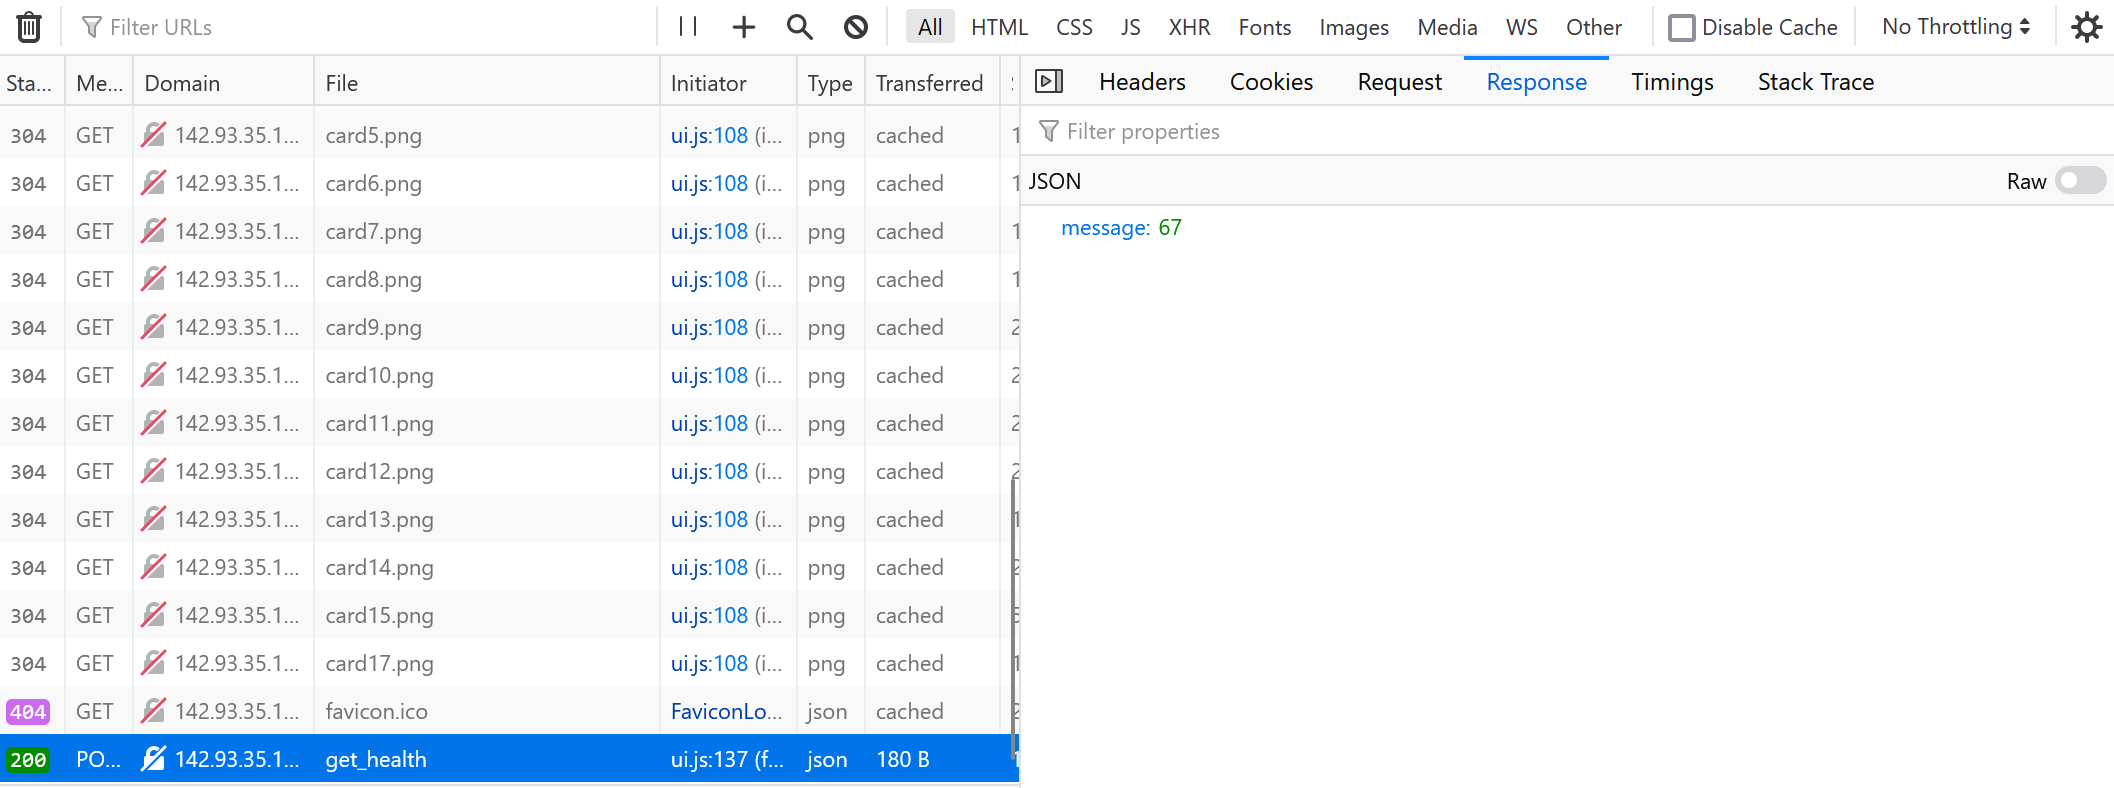 Filter URLs All HTML CSS JS XHR Fonts Images Media WS Other Disable Cache No Throttling
Sta... Me... Domain File Initiator Type Transferred
304 GET 142.93.35.1... card5.png ui.js:108 (i... png cached
304 GET 142.93.35.1... card6.png ui.js:108 (i... png cached
304 GET 142.93.35.1... card7.png ui.js:108 (i... png cached
304 GET 142.93.35.1... card8.png ui.js:108 (i... png cached
304 GET 142.93.35.1... card9.png ui.js:108 (i... png cached
304 GET 142.93.35.1... card10.png ui.js:108 (i... png cached
304 GET 142.93.35.1... card11.png ui.js:108 (i... png cached
304 GET 142.93.35.1... card12.png ui.js:108 (i... png cached
304 GET 142.93.35.1... card13.png ui.js:108 (i... png cached
304 GET 142.93.35.1... card14.png ui.js:108 (i... png cached
304 GET 142.93.35.1... card15.png ui.js:108 (i... png cached
304 GET 142.93.35.1... card17.png ui.js:108 (i... png cached
404 GET 142.93.35.1... favicon.ico FaviconLo... json cached
200 PO... 142.93.35.1... get_health ui.js:137 (f... json 180 B
Headers Cookies Request Response Timings Stack Trace
Filter properties
JSON Raw
message: 67